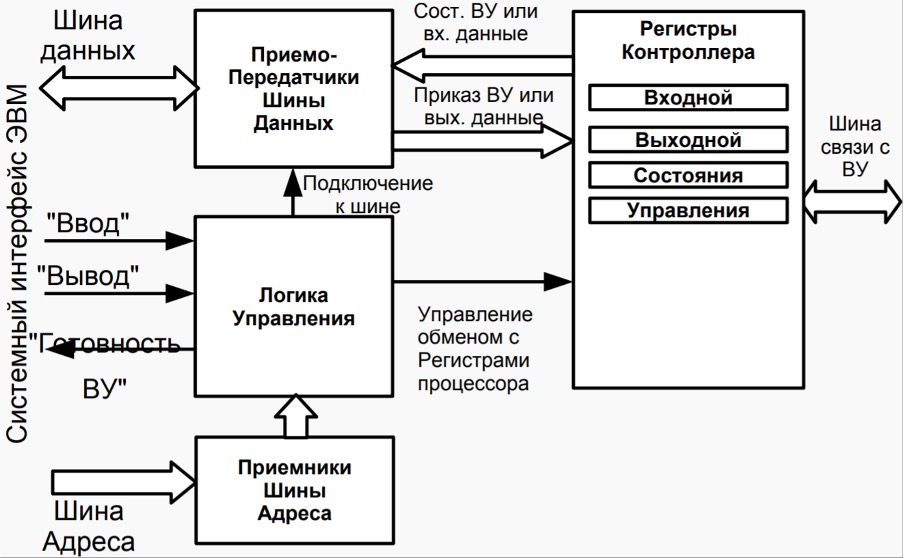 Системный интерфейс ЭВМ
Шина
данных
Приемо-
Передатчики
Шины
Данных
Сост. ВУ или
вх. данные
Приказ ВУ или
вых. данные
Регистры
Контроллера
Входной
Выходной
Состояния
Управления
Шина
связи с
ВУ
Подключение
к шине
"Ввод"
"Вывод"
"Готовность
ВУ"
Логика
Управления
Управление
обменом с
Регистрами
процессора
Приемники
Шины
Адреса
Шина
Адреса